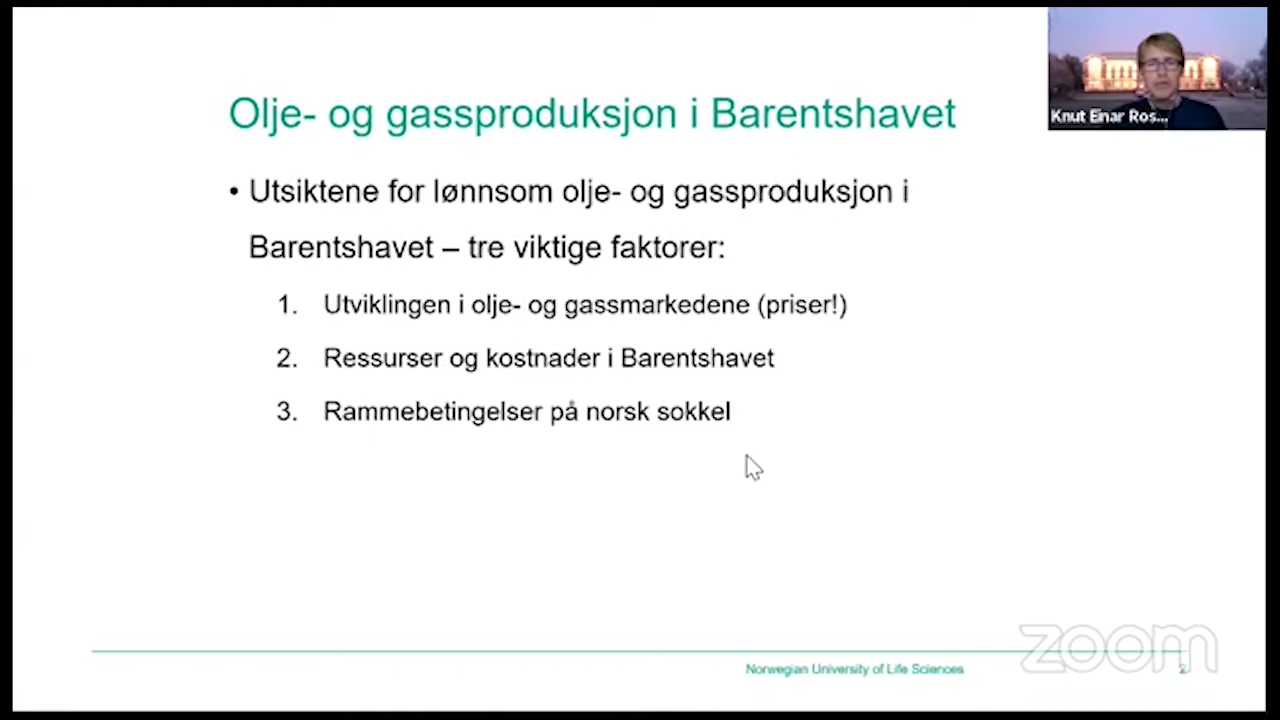 Olje- og gassproduksjon i Barentshavet
Knut Einar Ros...
• Utsiktene for lønnsom olje- og gassproduksjon i
Barentshavet – tre viktige faktorer:
1. Utviklingen i olje- og gassmarkedene (priser!)
2. Ressurser og kostnader i Barentshavet
3. Rammebetingelser på norsk sokkel
zoom
Norwegian University of Life Sciences
2